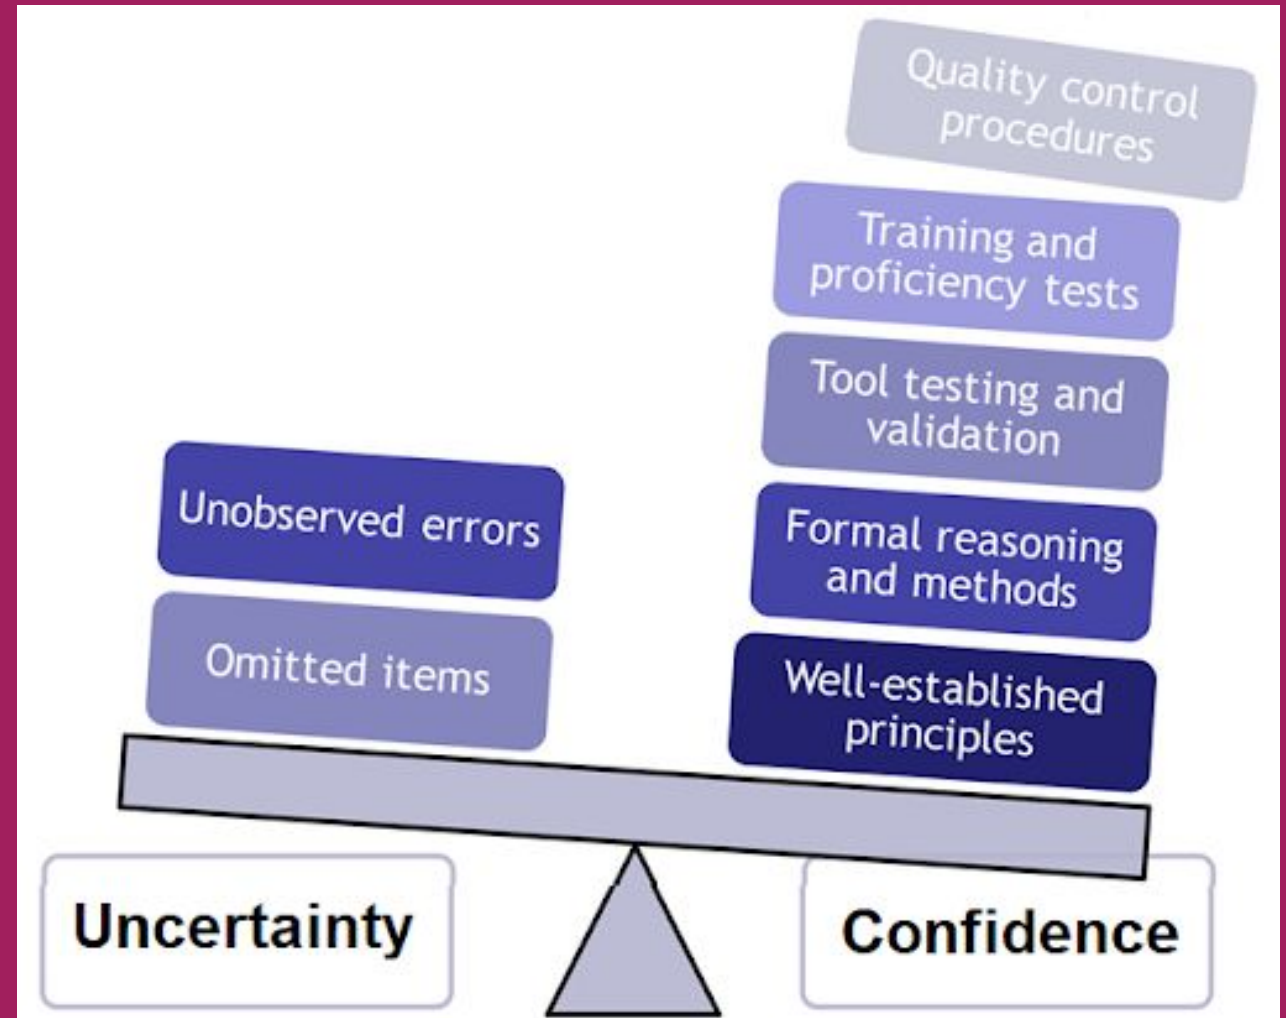 Quality control
procedures
Training and
proficiency tests
Tool testing and
validation
Formal reasoning
and methods
Well-established
principles
Unobserved errors
Omitted items
Uncertainty
Confidence